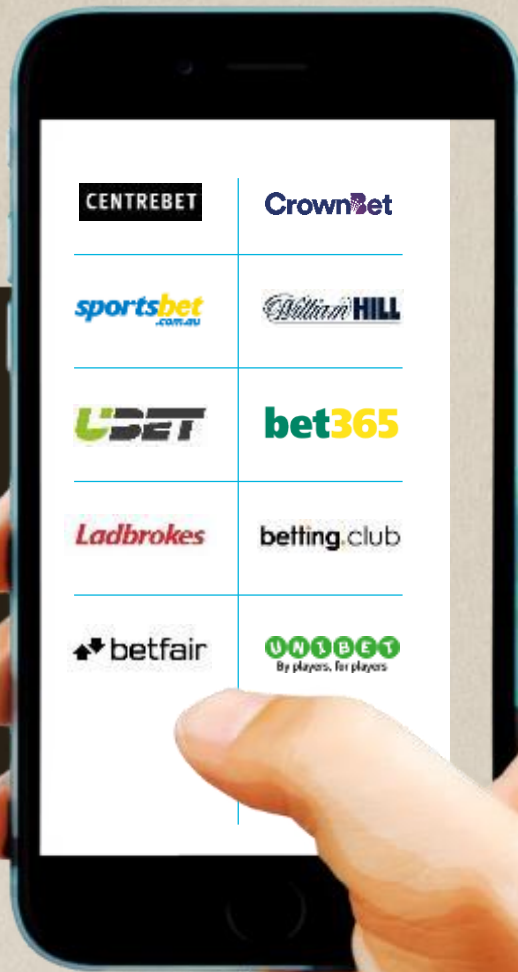 CENTREBET
CrownBet
sportsbet
.com.au
William HILL
UBET
bet365
Ladbrokes
betting.club
betfair
UNIBET
By players, for players